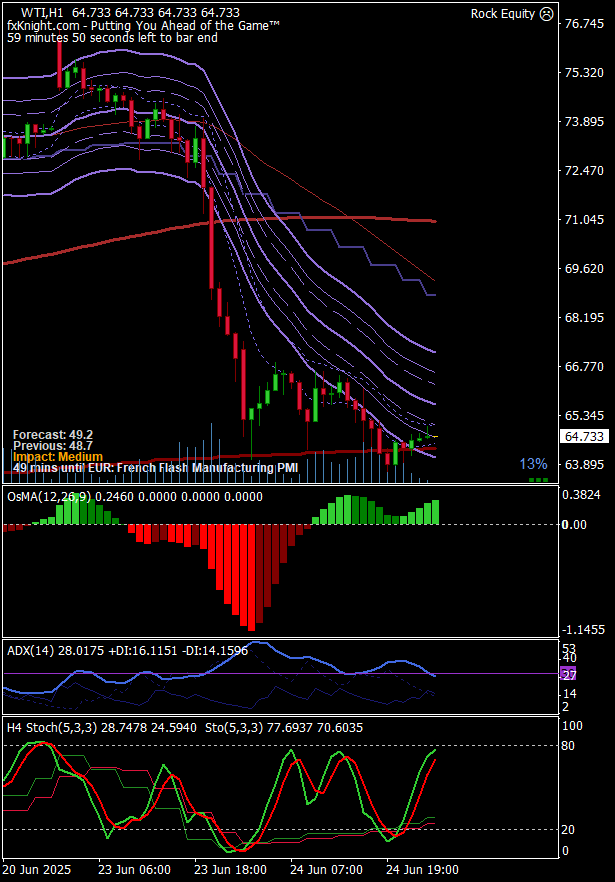 WTI,H1 64.733 64.733 64.733 64.733
fxKnight.com - Putting You Ahead of the Game™
59 minutes 50 seconds left to bar end
Rock Equity
76.745
75.320
73.895
72.470
71.045
69.620
68.195
66.770
65.345
64.733
63.895
Forecast: 49.2
Previous: 48.7
Impact: Medium
49 mins until EUR: French Flash Manufacturing PMI
13%
OsMA(12,26,9) 0.2460 0.0000 0.0000 0.0000
0.3824
0.00
-1.1455
ADX(14) 28.0175 +DI:16.1151 -DI:14.1596
53
40
27
14
2
H4 Stoch(5,3,3) 28.7478 24.5940 Sto(5,3,3) 77.6937 70.6035
100
80
20
0
20 Jun 2025
23 Jun 06:00
23 Jun 18:00
24 Jun 07:00
24 Jun 19:00